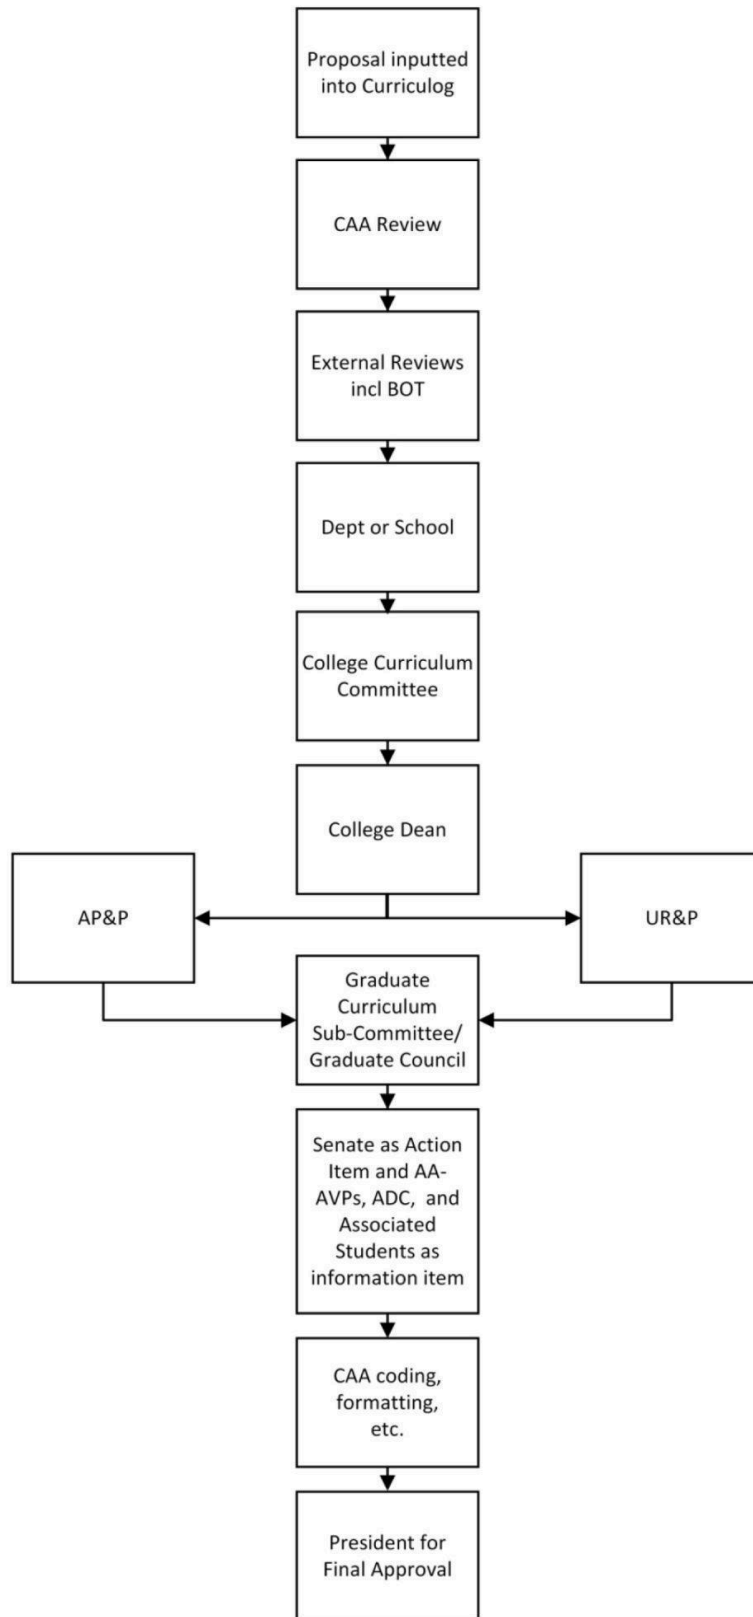 Proposal inputted
into Curriculog
CAA Review
External Reviews
incl BOT
Dept or School
College Curriculum
Committee
College Dean
AP&P
UR&P
Graduate
Curriculum
Sub-Committee/
Graduate Council
Senate as Action
Item and AA-
AVPs, ADC,  and
Associated
Students as
information item
CAA coding,
formatting,
etc.
President for
Final Approval